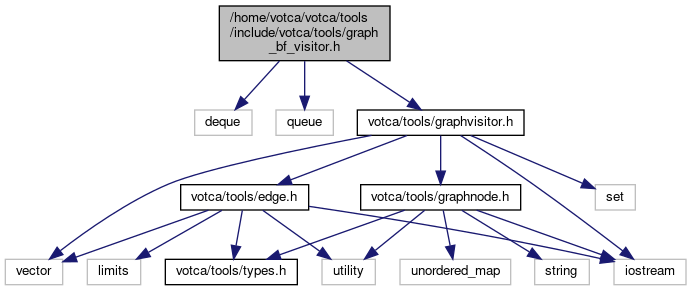 /home/votca/votca/tools
/include/votca/tools/graph
_bf_visitor.h
deque
queue
votca/tools/graphvisitor.h
votca/tools/edge.h
votca/tools/graphnode.h
set
vector
limits
votca/tools/types.h
utility
unordered_map
string
iostream